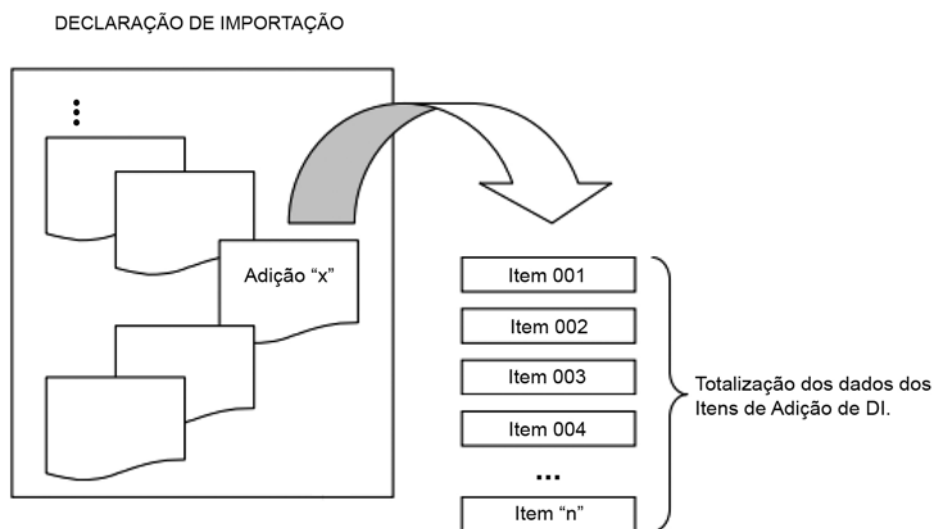 DECLARAÇÃO DE IMPORTAÇÃO
Adição “x”
Item 001
Item 002
Item 003
Item 004
...
Item “n”
Totalização dos dados dos
Itens de Adição de DI.